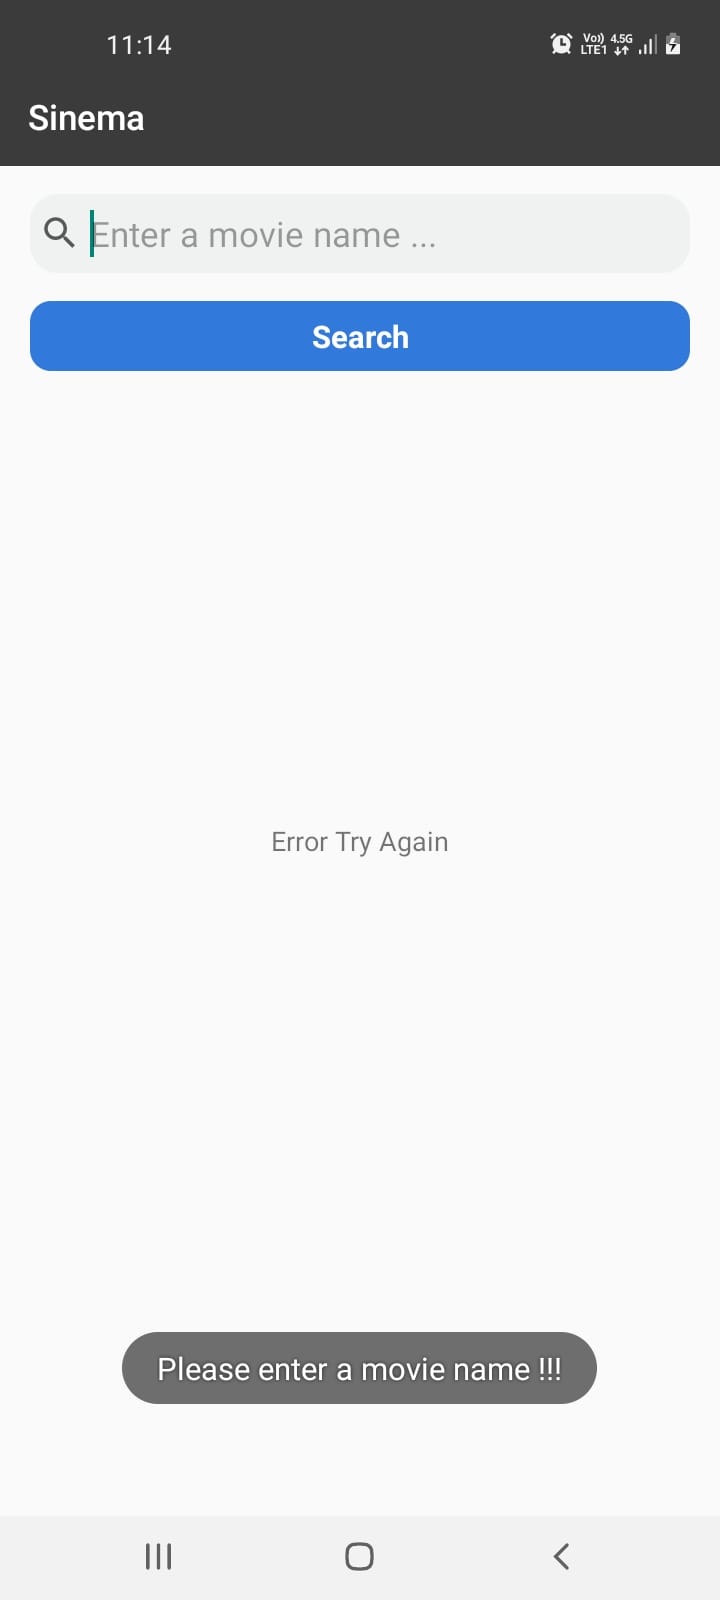 11:14
Vo)) 4.5G
LTE1
Sinema
Enter a movie name ...
Search
Error Try Again
Please enter a movie name !!!